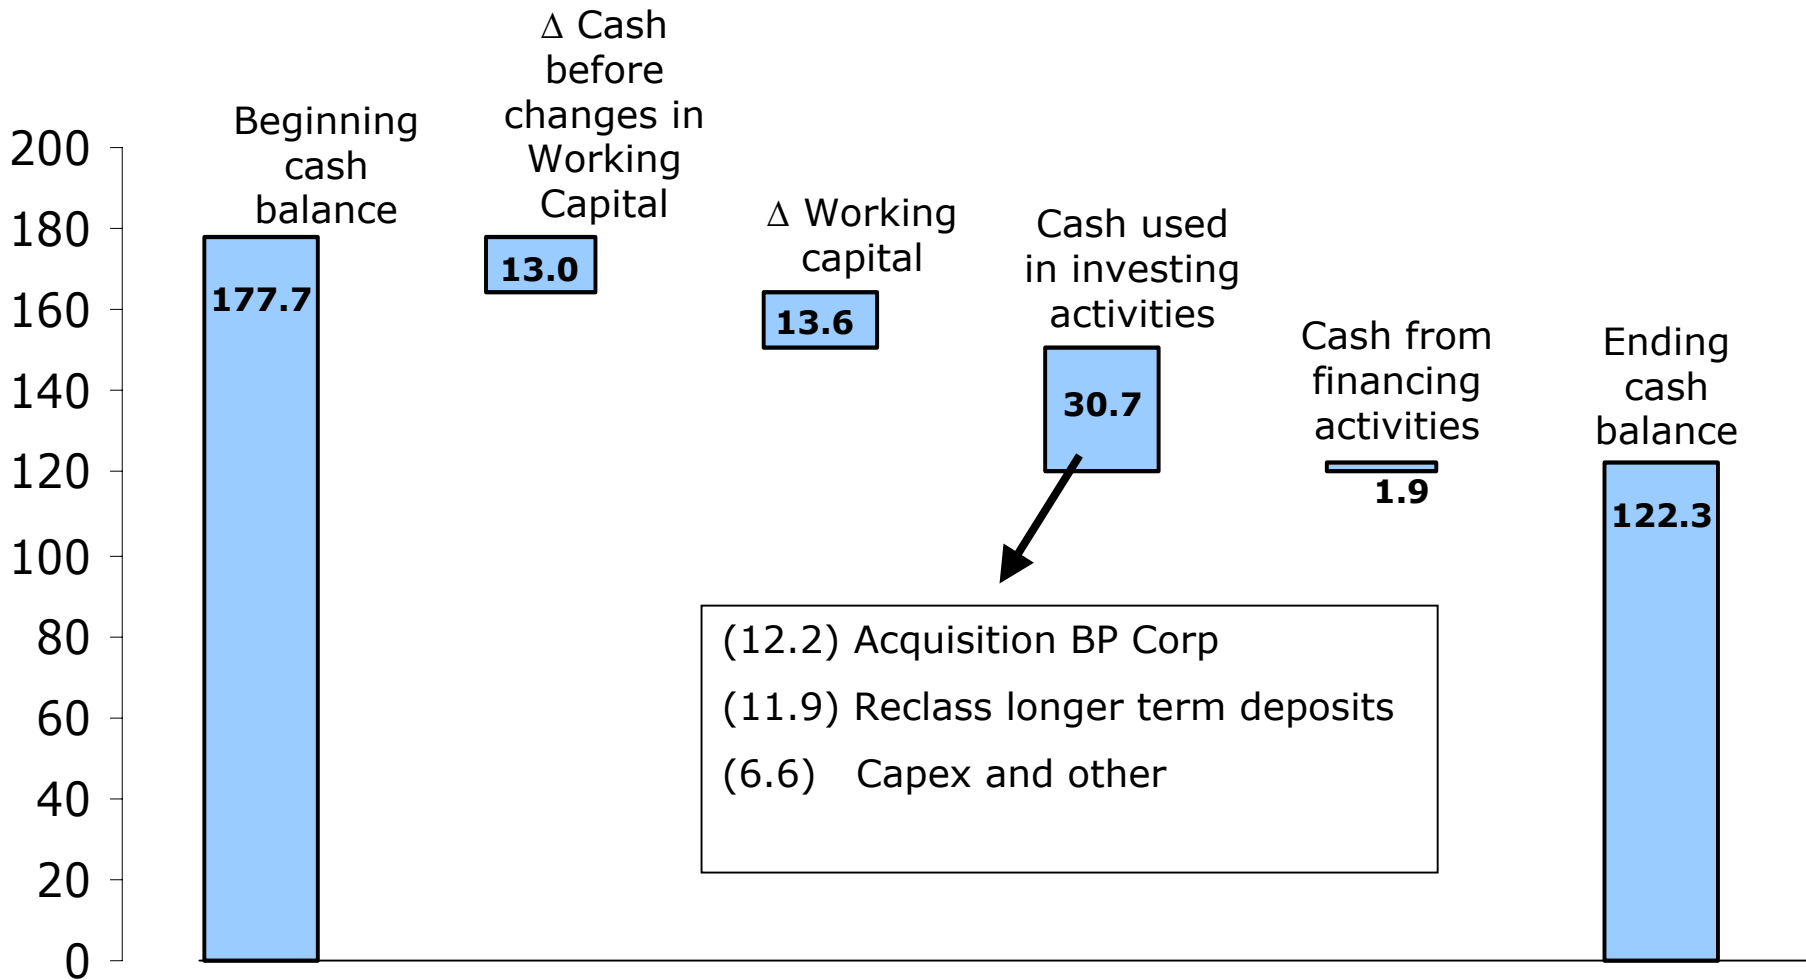 Δ Cash
before
changes in
Working
Capital
Beginning
cash
balance
Δ Working
capital
Cash used
in investing
activities
Cash from
financing
activities
Ending
cash
balance
200
180
160
140
120
100
80
60
40
20
0
177.7
13.0
13.6
30.7
1.9
122.3
(12.2) Acquisition BP Corp
(11.9) Reclass longer term deposits
(6.6) Capex and other